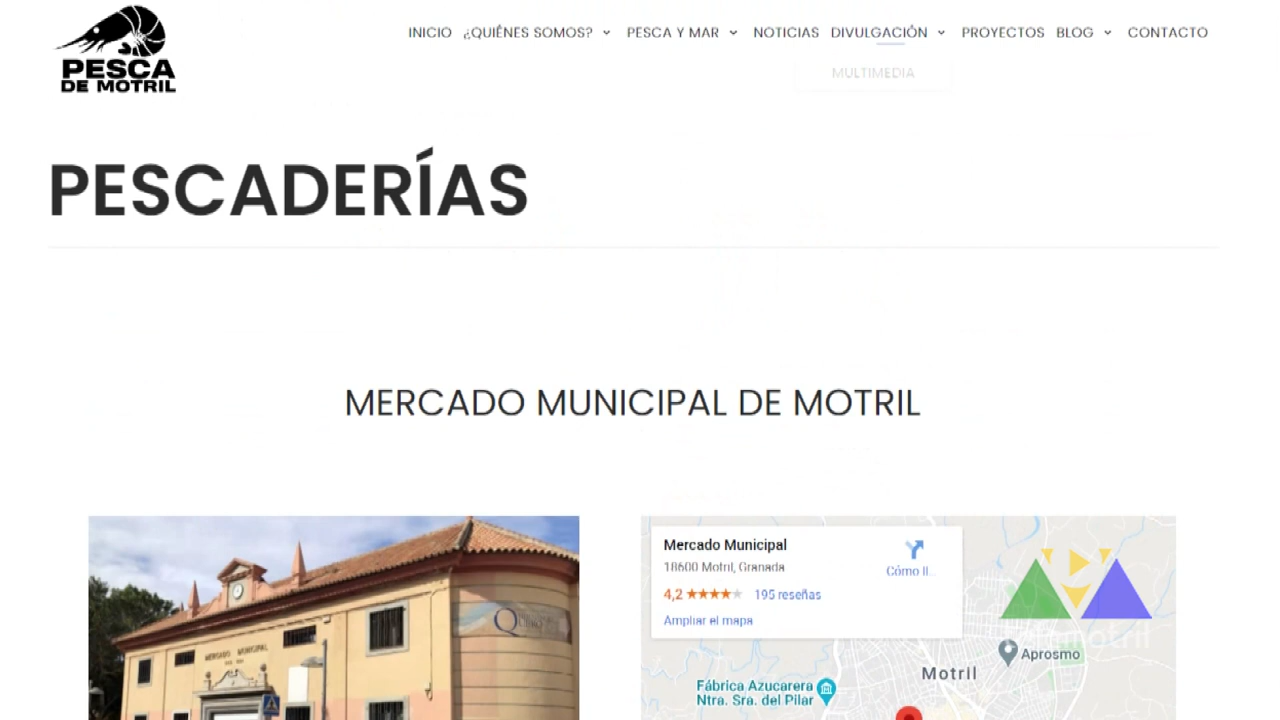 PESCA
DE MOTRIL
INICIO ¿QUIÉNES SOMOS? PESCA Y MAR NOTICIAS DIVULGACIÓN PROYECTOS BLOG CONTACTO
MULTIMEDIA
PESCADERÍAS
MERCADO MUNICIPAL DE MOTRIL
MERCADO MUNICIPAL
Mercado Municipal
18600 Motril, Granada
Cómo ll...
4,2 195 reseñas
Ampliar el mapa
Aprosmo
Motril
Fábrica Azucarera
Ntra. Sra. del Pilar